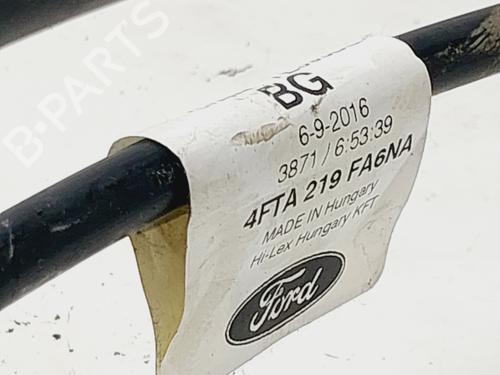 B-PARTS
BG
6-9-2016
3871 / 6:53:39
4FTA 219 FA6NA
MADE IN Hungary
Hi-Lex Hungary KFT
Ford